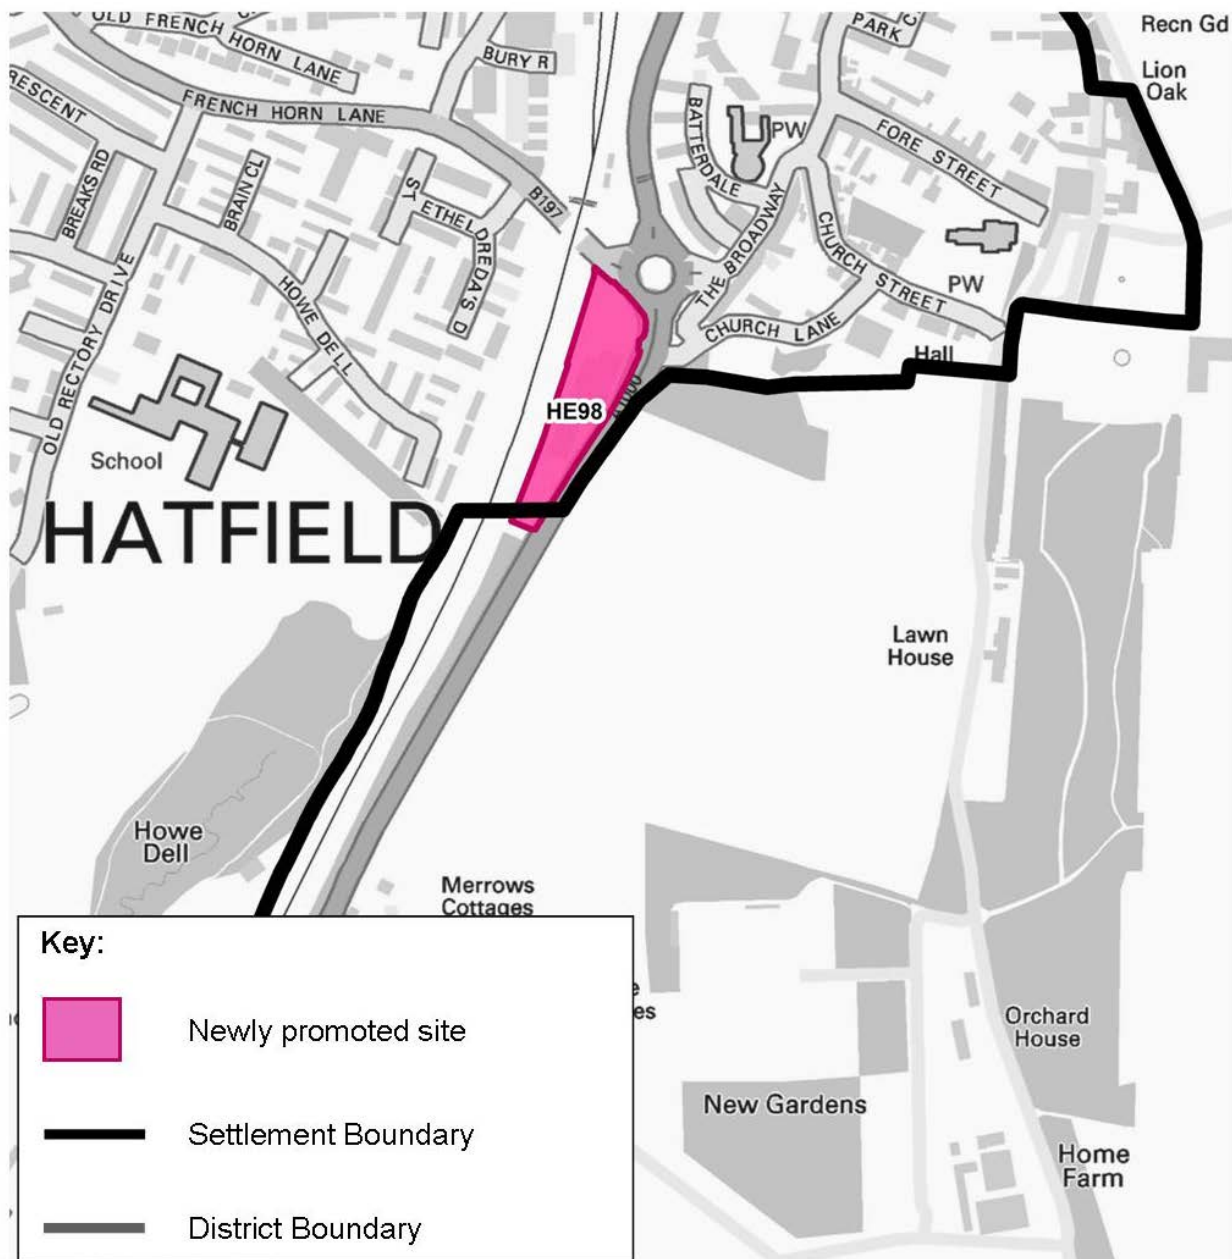 OLD FRENCH HORN LANE
BURY R
PARK
Recn Gd
Lion
Oak
FRENCH HORN LANE
BATTERDALE
PW
FORE STREET
BREAKS RD
BRAIN CL
ST ETHELDREDA'S D
B197
THE BROADWAY
CHURCH STREET
PW
OLD RECTORY DRIVE
HOWE DELL
CHURCH LANE
Hall
HE98
School
HATFIELD
Lawn
House
Howe
Dell
Merrows
Cottages
es
Orchard
House
New Gardens
Home
Farm
Key:
Newly promoted site
Settlement Boundary
District Boundary